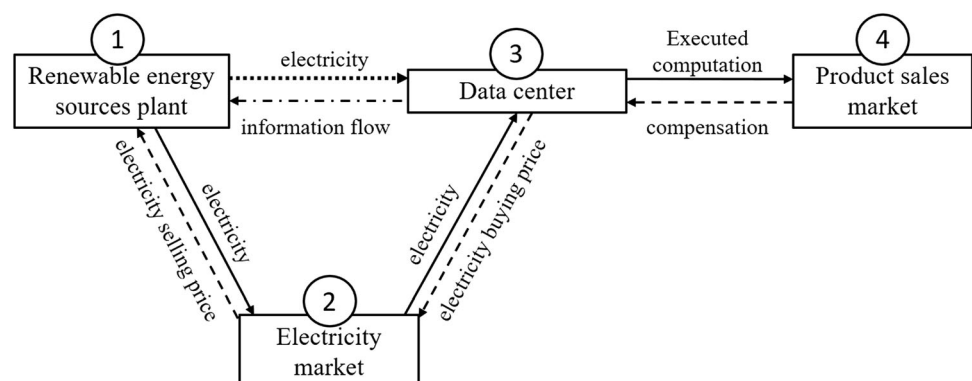 1
Renewable energy
sources plant
electricity
information flow
3
Data center
Executed
computation
compensation
4
Product sales
market
electricity selling price
electricity
electricity
electricity buying price
2
Electricity
market